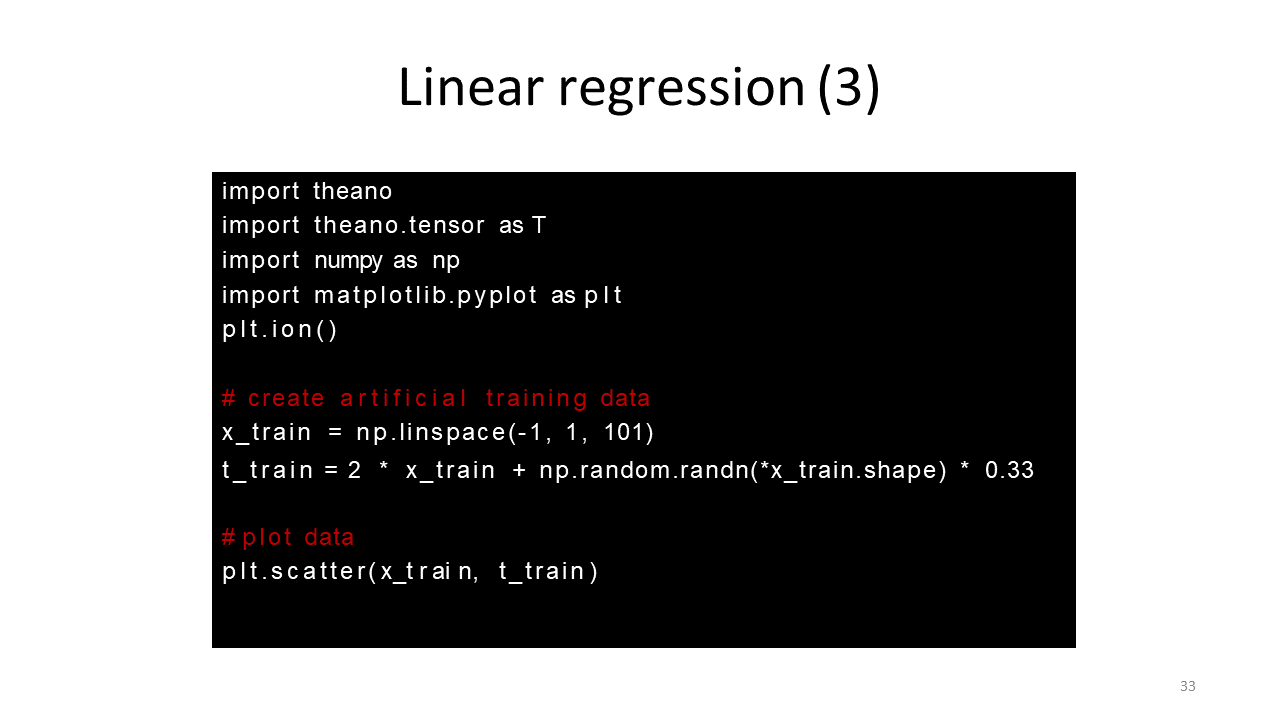 Linear regression (3)
import theano
import theano.tensor as T
import numpy as np
import matplotlib.pyplot as plt
plt.ion()
# create artificial training data
x_train = np.linspace(-1, 1, 101)
t_train = 2 * x_train + np.random.randn(*x_train.shape) * 0.33
# plot data
plt.scatter(x_train, t_train)
33